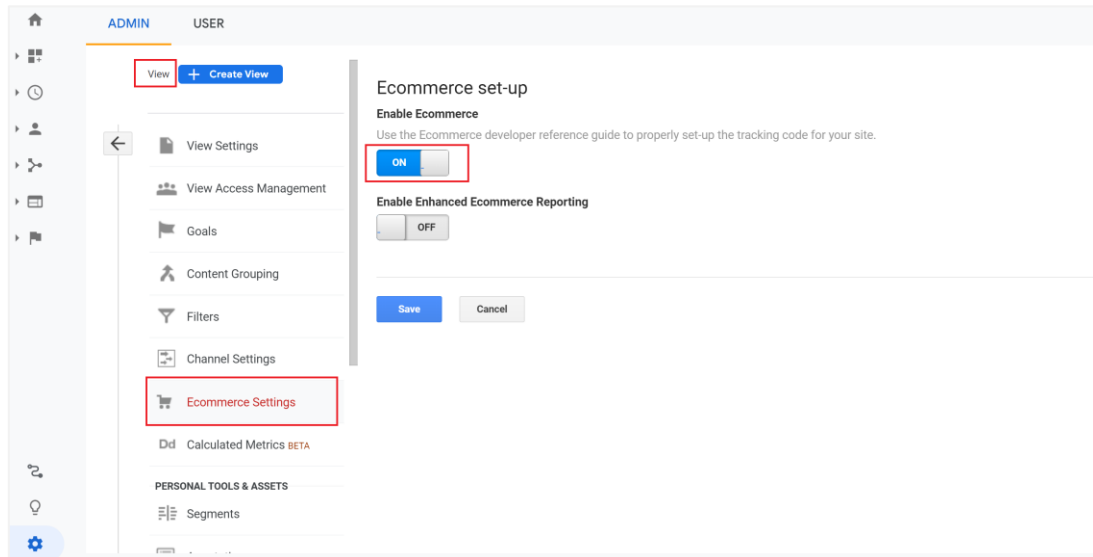 ADMIN USER
View + Create View
View Settings
View Access Management
Goals
Content Grouping
Filters
Channel Settings
Ecommerce Settings
Dd Calculated Metrics BETA
PERSONAL TOOLS & ASSETS
Segments
Ecommerce set-up
Enable Ecommerce
Use the Ecommerce developer reference guide to properly set-up the tracking code for your site.
ON
Enable Enhanced Ecommerce Reporting
OFF
Save Cancel